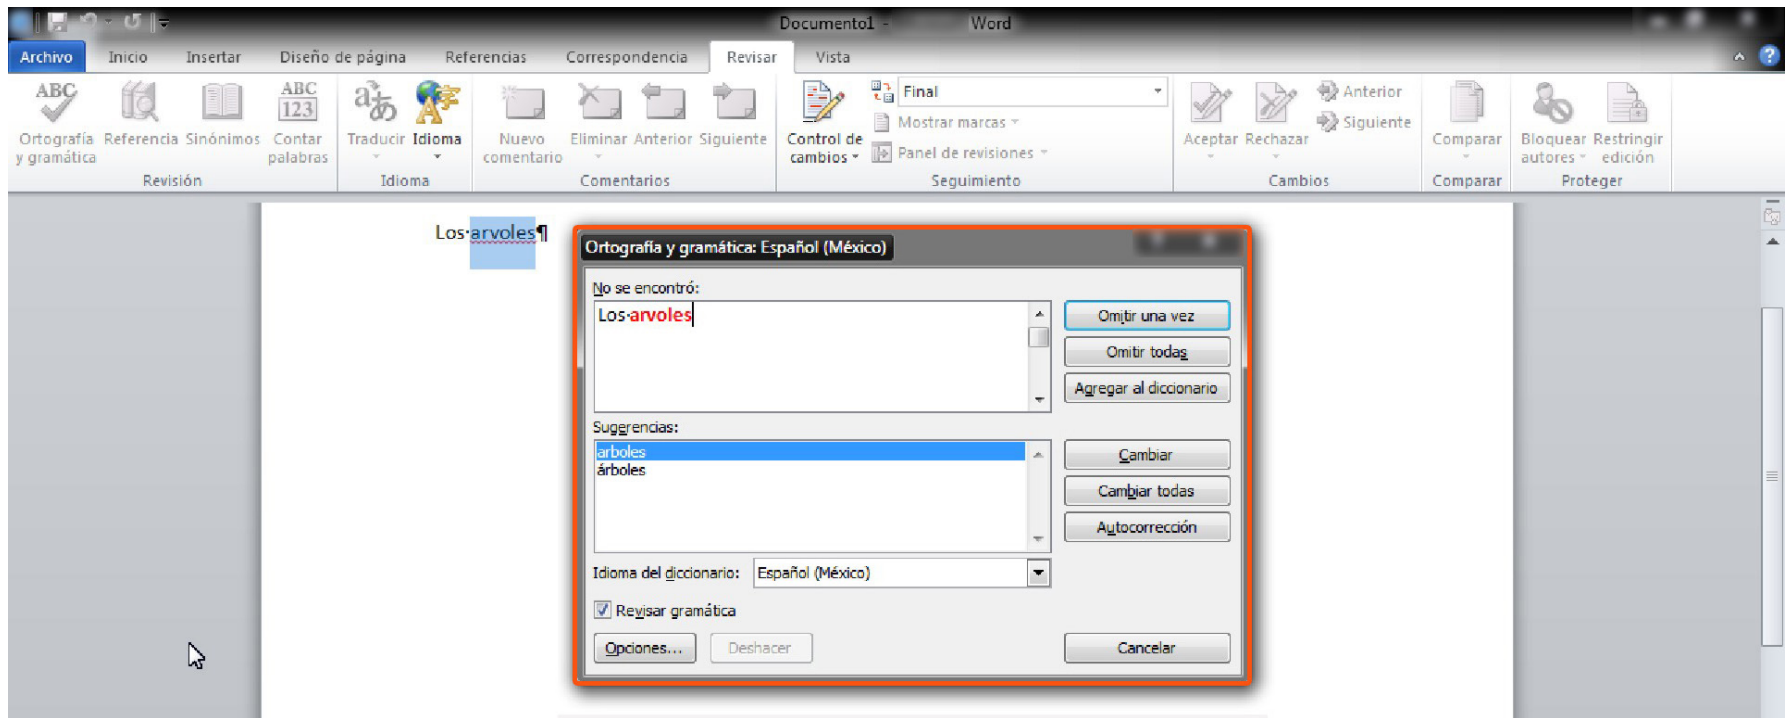 Documento1 - Word
Archivo Inicio Insertar Diseño de página Referencias Correspondencia Revisar Vista
ABC ABC 123 Final Anterior
Mostrar marcas Siguiente
Ortografía y gramática Referencia Sinónimos Contar palabras Traducir Idioma Nuevo comentario Eliminar Anterior Siguiente Control de cambios Panel de revisiones Aceptar Rechazar Comparar Bloquear autores Restringir edición
Revisión Idioma Comentarios Seguimiento Cambios Comparar Proteger
Los·arvoles¶
Ortografía y gramática: Español (México)
No se encontró:
Los·arvoles
Omitir una vez
Omitir todas
Agregar al diccionario
Sugerencias:
arboles
árboles
Cambiar
Cambiar todas
Autocorrección
Idioma del diccionario: Español (México)
Revisar gramática
Opciones... Deshacer Cancelar